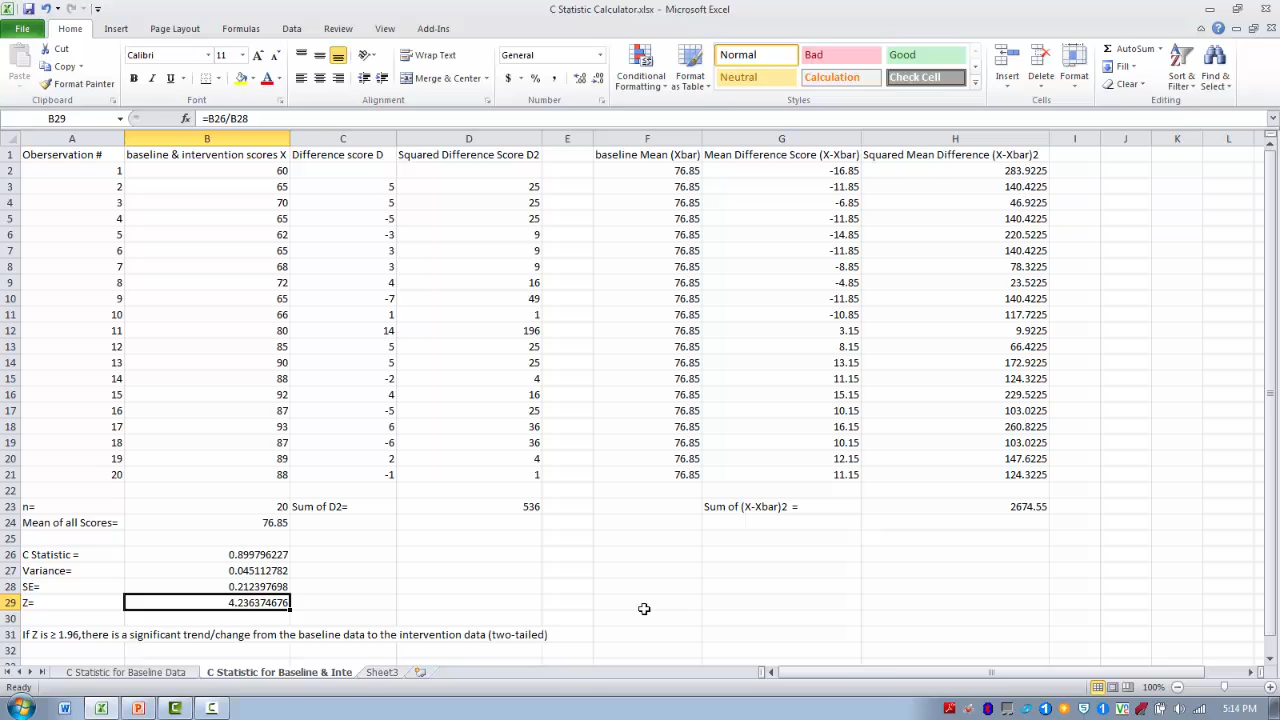 C Statistic Calculator.xlsx - Microsoft Excel
File Home Insert Page Layout Formulas Data Review View Add-Ins
Cut Calibri 11 Wrap Text General Normal Bad Good AutoSum
Copy Fill
Paste Format Painter Merge & Center Conditional Formatting Format as Table Neutral Calculation Check Cell Insert Delete Format Clear Sort & Filter Find & Select
Clipboard Font Alignment Number Styles Cells Editing
B29 fx =B26/B28
A B C D E F G H I J K L
1 Oberservation # baseline & intervention scores X Difference score D Squared Difference Score D2 baseline Mean (Xbar) Mean Difference Score (X-Xbar) Squared Mean Difference (X-Xbar)2
2 1 60 76.85 -16.85 283.9225
3 2 65 5 25 76.85 -11.85 140.4225
4 3 70 5 25 76.85 -6.85 46.9225
5 4 65 -5 25 76.85 -11.85 140.4225
6 5 62 -3 9 76.85 -14.85 220.5225
7 6 65 3 9 76.85 -11.85 140.4225
8 7 68 3 9 76.85 -8.85 78.3225
9 8 72 4 16 76.85 -4.85 23.5225
10 9 65 -7 49 76.85 -11.85 140.4225
11 10 66 1 1 76.85 -10.85 117.7225
12 11 80 14 196 76.85 3.15 9.9225
13 12 85 5 25 76.85 8.15 66.4225
14 13 90 5 25 76.85 13.15 172.9225
15 14 88 -2 4 76.85 11.15 124.3225
16 15 92 4 16 76.85 15.15 229.5225
17 16 87 -5 25 76.85 10.15 103.0225
18 17 93 6 36 76.85 16.15 260.8225
19 18 87 -6 36 76.85 10.15 103.0225
20 19 89 2 4 76.85 12.15 147.6225
21 20 88 -1 1 76.85 11.15 124.3225
22
23 n= 20 Sum of D2= 536 Sum of (X-Xbar)2 = 2674.55
24 Mean of all Scores= 76.85
25
26 C Statistic = 0.899796227
27 Variance= 0.045112782
28 SE= 0.212397698
29 Z= 4.236374676
30
31 If Z is ≥ 1.96,there is a significant trend/change from the baseline data to the intervention data (two-tailed)
32
C Statistic for Baseline Data C Statistic for Baseline & Inte Sheet3
Ready 100%
5:14 PM